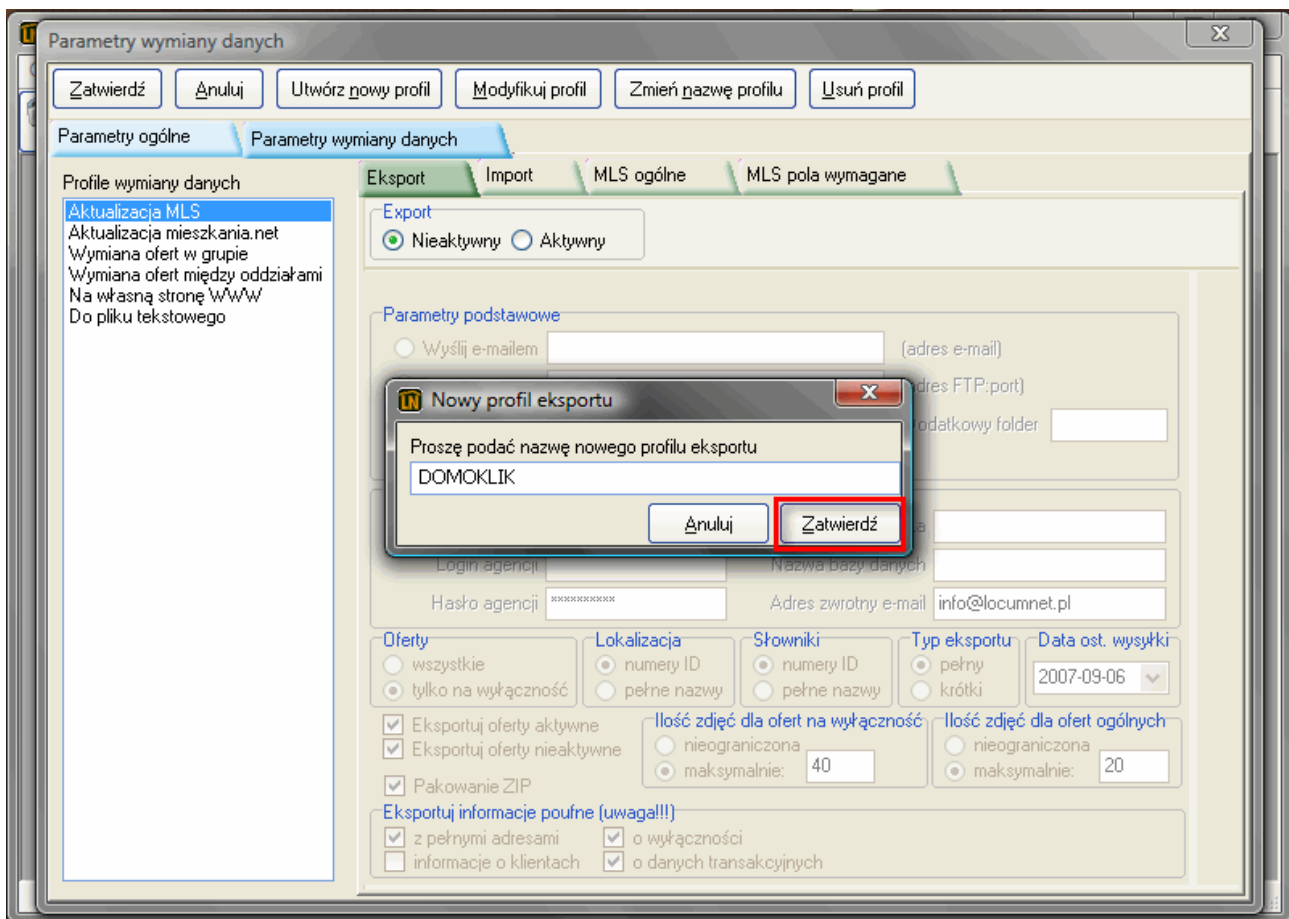 Parametry wymiany danych
Zatwierdź Anuluj Utwórz nowy profil Modyfikuj profil Zmień nazwę profilu Usuń profil
Parametry ogólne Parametry wymiany danych
Profile wymiany danych
Aktualizacja MLS
Aktualizacja mieszkania.net
Wymiana ofert w grupie
Wymiana ofert między oddziałami
Na własną stronę WWW
Do pliku tekstowego
Eksport Import MLS ogólne MLS pola wymagane
Export
Nieaktywny Aktywny
Parametry podstawowe
Wyślij e-mailem (adres e-mail)
FTP:port)
folder
Nowy profil eksportu
Proszę podać nazwę nowego profilu eksportu
DOMOKLIK
Anuluj Zatwierdź
Login agencji Nazwa bazy danych
Hasło agencji ********** Adres zwrotny e-mail info@locumnet.pl
Oferty Lokalizacja Słowniki Typ eksportu Data ost. wysyłki
wszystkie numery ID numery ID pełny 2007-09-06
tylko na wyłączność pełne nazwy pełne nazwy krótki
Eksportuj oferty aktywne Ilość zdjęć dla ofert na wyłączność Ilość zdjęć dla ofert ogólnych
Eksportuj oferty nieaktywne nieograniczona nieograniczona
maksymalnie: 40 maksymalnie: 20
Pakowanie ZIP
Eksportuj informacje poufne (uwaga!!!)
z pełnymi adresami o wyłączności
informacje o klientach o danych transakcyjnych